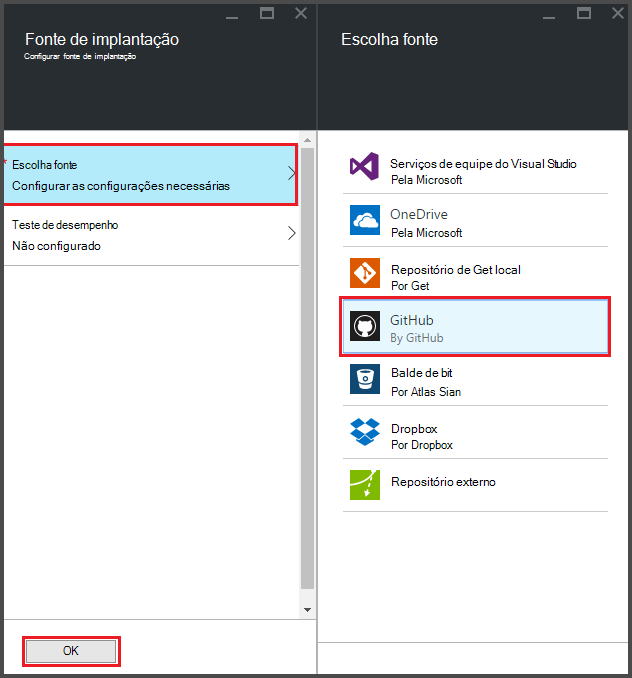 Fonte de implantação
Configurar fonte de implantação
* Escolha fonte
Configurar as configurações necessárias
Teste de desempenho
Não configurado
OK
Escolha fonte
Serviços de equipe do Visual Studio
Pela Microsoft
OneDrive
Pela Microsoft
Repositório de Get local
Por Get
GitHub
By GitHub
Balde de bit
Por Atlas Sian
Dropbox
Por Dropbox
Repositório externo